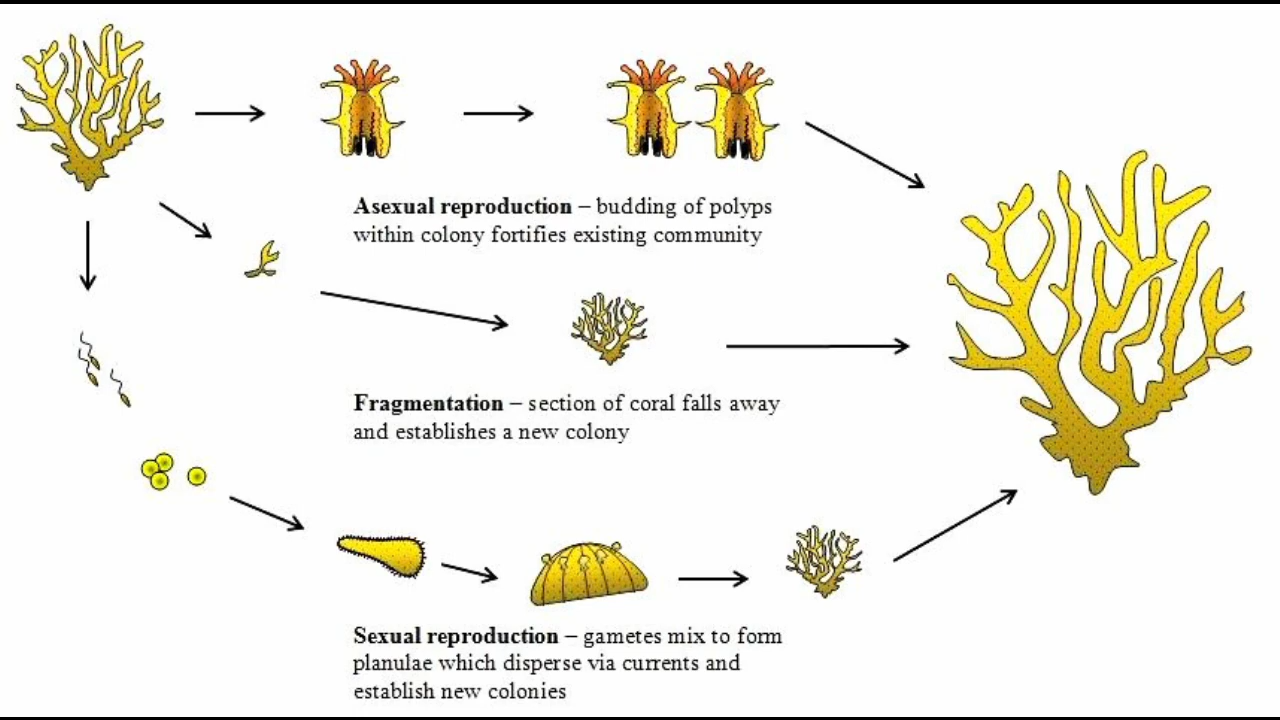 Asexual reproduction – budding of polyps
within colony fortifies existing community
Fragmentation – section of coral falls away
and establishes a new colony
Sexual reproduction – gametes mix to form
planulae which disperse via currents and
establish new colonies